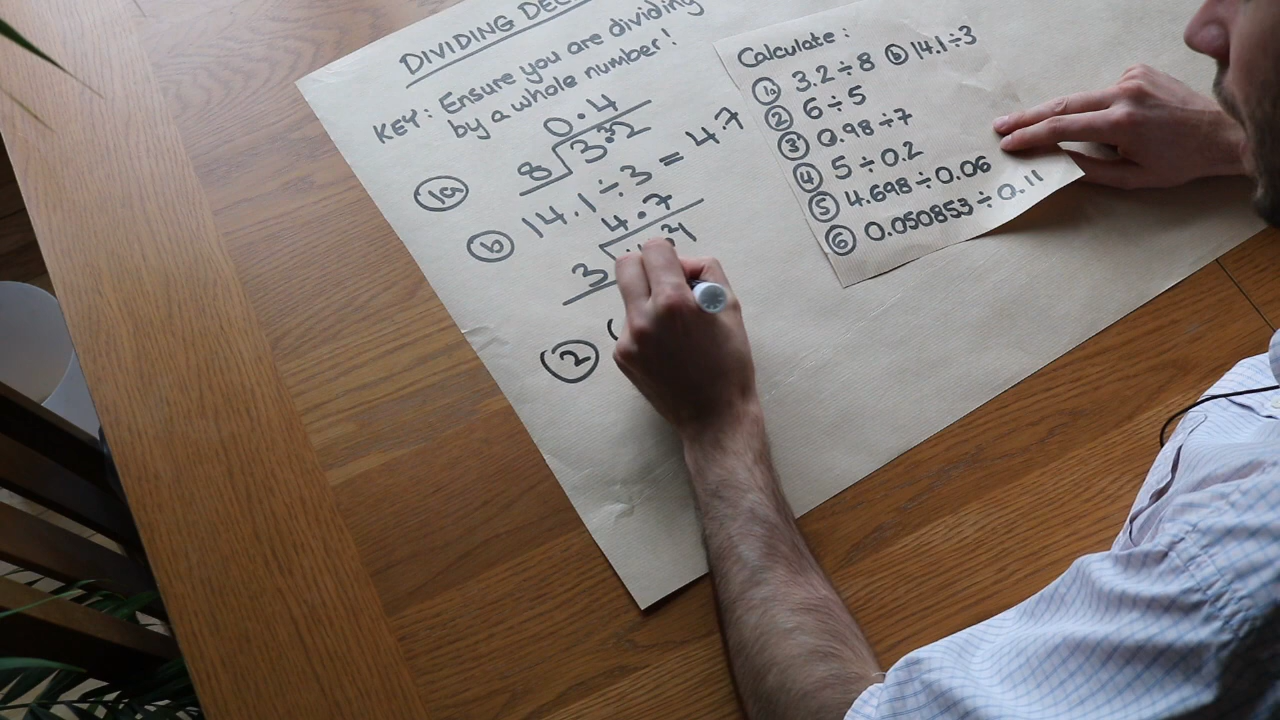 DIVIDING
KEY: Ensure you are dividing
by a whole number!
0.4
1a 8 3.32
b 14.1 ÷ 3 = 4.7
4.7
3
2
Calculate:
1a 3.2 ÷ 8 b 14.1 ÷ 3
2 6 ÷ 5
3 0.98 ÷ 7
4 5 ÷ 0.2
5 4.698 ÷ 0.06
6 0.050853 ÷ 0.11